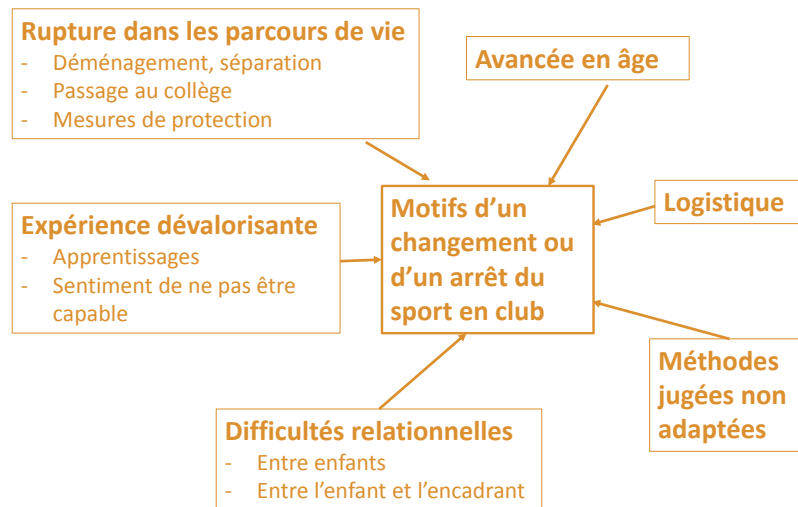 Rupture dans les parcours de vie
- Déménagement, séparation
- Passage au collège
- Mesures de protection
Avancée en âge
Expérience dévalorisante
- Apprentissages
- Sentiment de ne pas être
capable
Motifs d’un
changement ou
d’un arrêt du
sport en club
Logistique
Méthodes
jugées non
adaptées
Difficultés relationnelles
- Entre enfants
- Entre l’enfant et l’encadrant